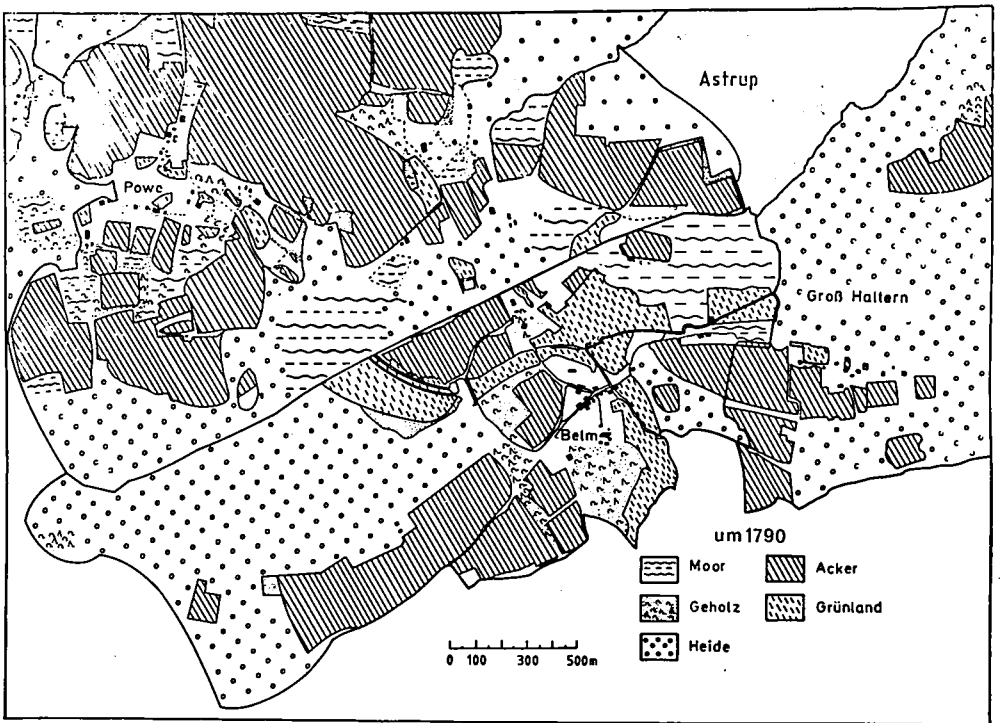 Astrup
Powe
Groß Haltern
Belm
um 1790
Moor
Acker
Geholz
Grünland
Heide
0 100 300 500m